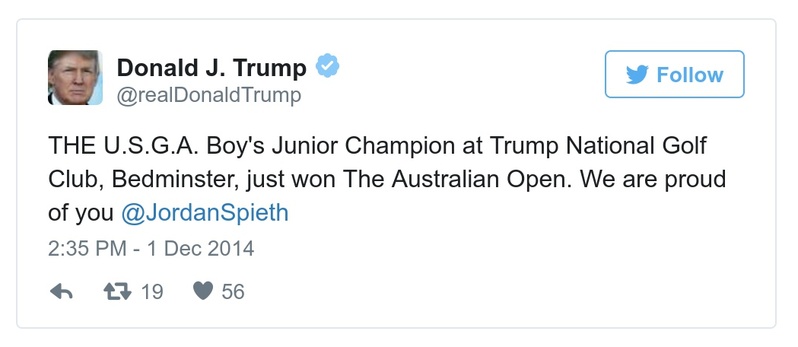 Donald J. Trump
@realDonaldTrump
Follow
THE U.S.G.A. Boy's Junior Champion at Trump National Golf
Club, Bedminster, just won The Australian Open. We are proud
of you @JordanSpieth
2:35 PM - 1 Dec 2014
19 56